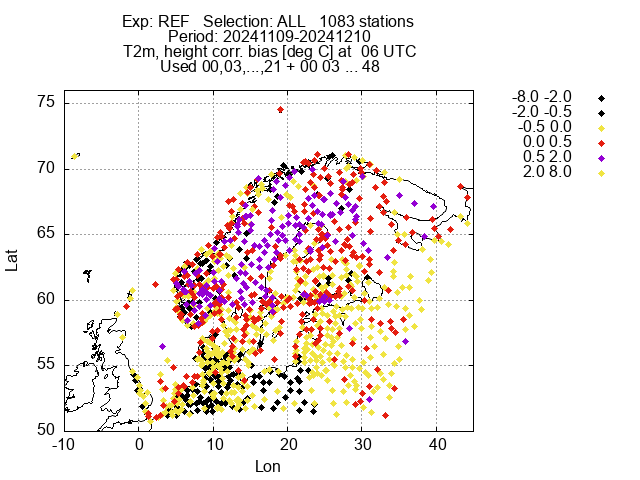 Exp: REF   Selection: ALL   1083 stations
Period: 20241109-20241210
T2m, height corr. bias [deg C] at  06 UTC
Used 00,03,...,21 + 00 03 ... 48
-8.0 -2.0
-2.0 -0.5
-0.5 0.0
0.0 0.5
0.5 2.0
2.0 8.0
75
70
65
60
55
50
Lat
-10 0 10 20 30 40
Lon